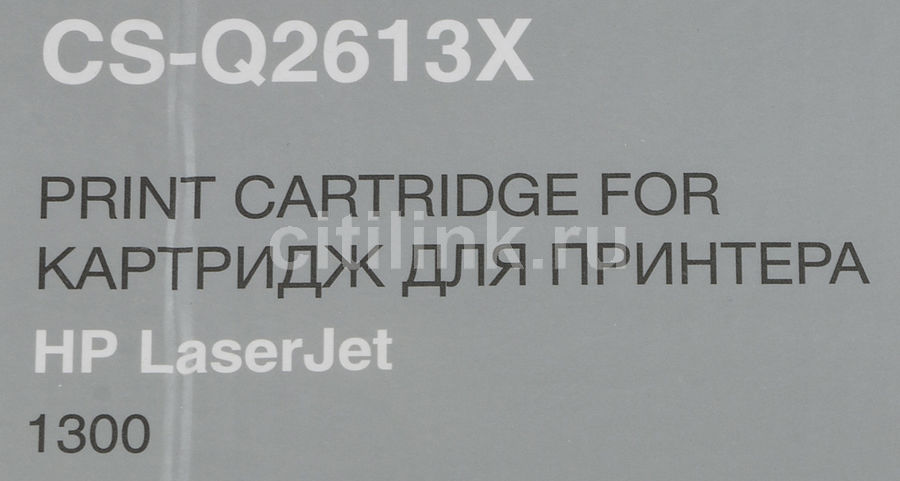 CS-Q2613X
PRINT CARTRIDGE FOR
citilink.ru
КАРТРИДЖ ДЛЯ ПРИНТЕРА
HP LaserJet
1300